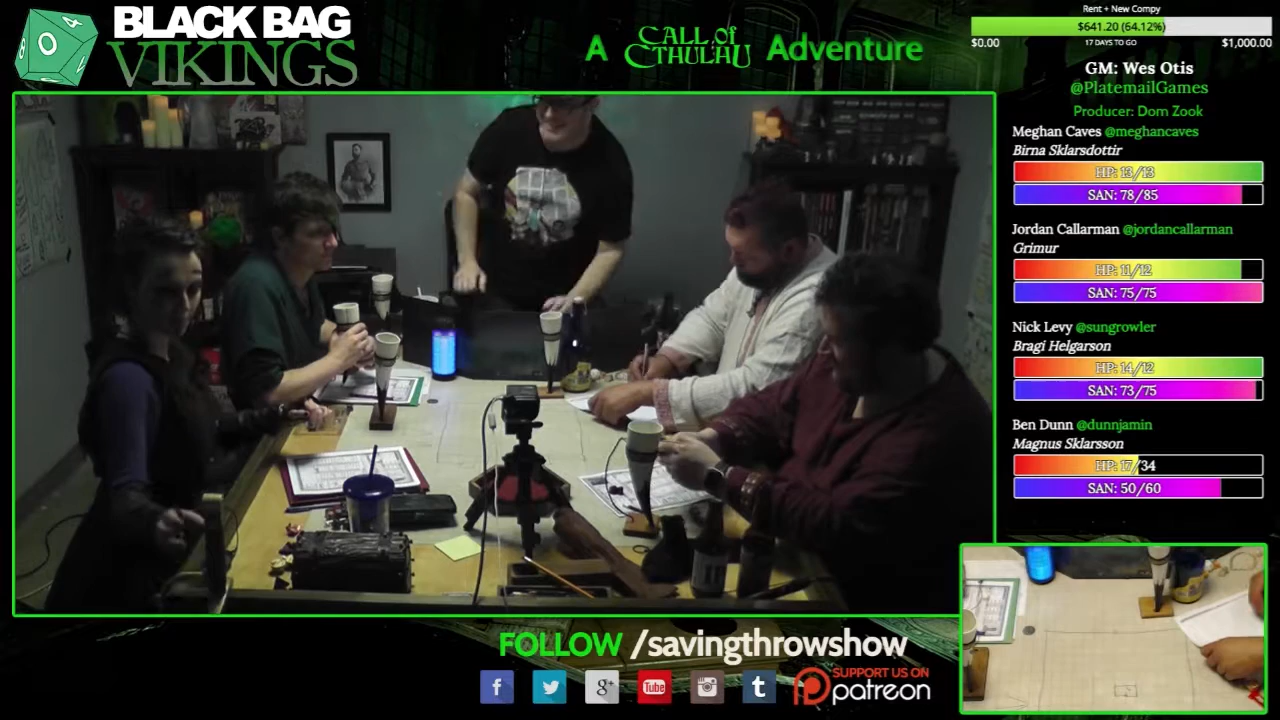 BLACK BAG
VIKINGS
A CALL of CTHULHU Adventure
Rent + New Compy
$641.20 (64.12%)
$0.00 17 DAYS TO GO $1,000.00
GM: Wes Otis
@PlatemailGames
Producer: Dom Zook
Meghan Caves @meghancaves
Birna Sklarsdottir
HP: 13/13
SAN: 78/85
Jordan Callarman @jordancallarman
Grimur
HP: 11/12
SAN: 75/75
Nick Levy @sungrowler
Bragi Helgarson
HP: 14/12
SAN: 73/75
Ben Dunn @dunnjamin
Magnus Sklarsson
HP: 17/34
SAN: 50/60
FOLLOW /savingthrowshow
f g+ You Tube t
SUPPORT US ON
patreon